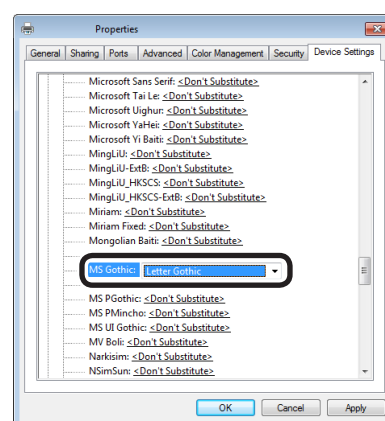 Properties
General Sharing Ports Advanced Color Management Security Device Settings
Microsoft Sans Serif: <Don't Substitute>
Microsoft Tai Le: <Don't Substitute>
Microsoft Uighur: <Don't Substitute>
Microsoft YaHei: <Don't Substitute>
Microsoft Yi Baiti: <Don't Substitute>
MingLiU: <Don't Substitute>
MingLiU-ExtB: <Don't Substitute>
MingLiU_HKSCS: <Don't Substitute>
MingLiU_HKSCS-ExtB: <Don't Substitute>
Miriam: <Don't Substitute>
Miriam Fixed: <Don't Substitute>
Mongolian Baiti: <Don't Substitute>
MS Gothic: Letter Gothic
MS PGothic: <Don't Substitute>
MS PMincho: <Don't Substitute>
MS UI Gothic: <Don't Substitute>
MV Boli: <Don't Substitute>
Narkisim: <Don't Substitute>
NSimSun: <Don't Substitute>
OK Cancel Apply